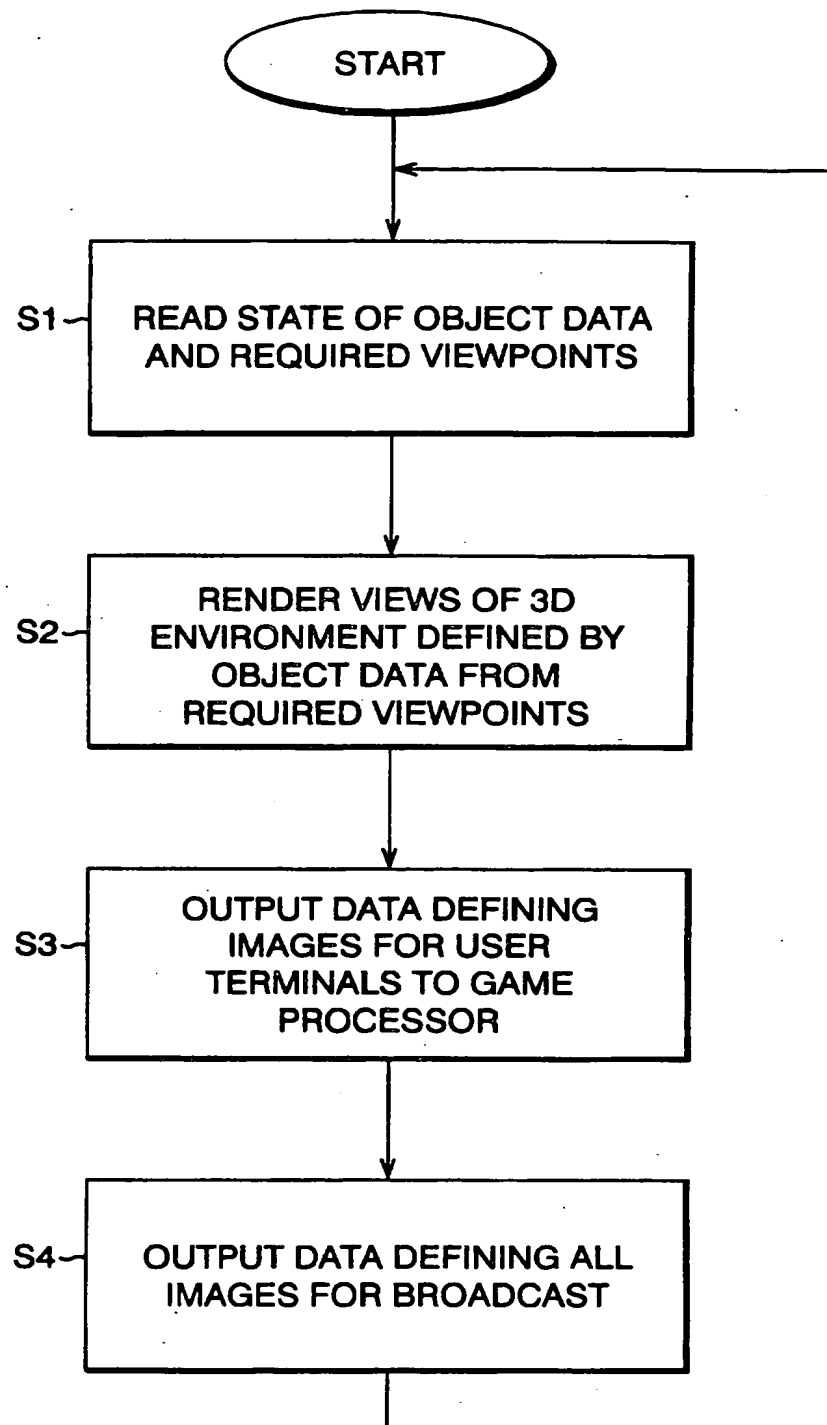 START
S1
READ STATE OF OBJECT DATA
AND REQUIRED VIEWPOINTS
S2
RENDER VIEWS OF 3D
ENVIRONMENT DEFINED BY
OBJECT DATA FROM
REQUIRED VIEWPOINTS
S3
OUTPUT DATA DEFINING
IMAGES FOR USER
TERMINALS TO GAME
PROCESSOR
S4
OUTPUT DATA DEFINING ALL
IMAGES FOR BROADCAST